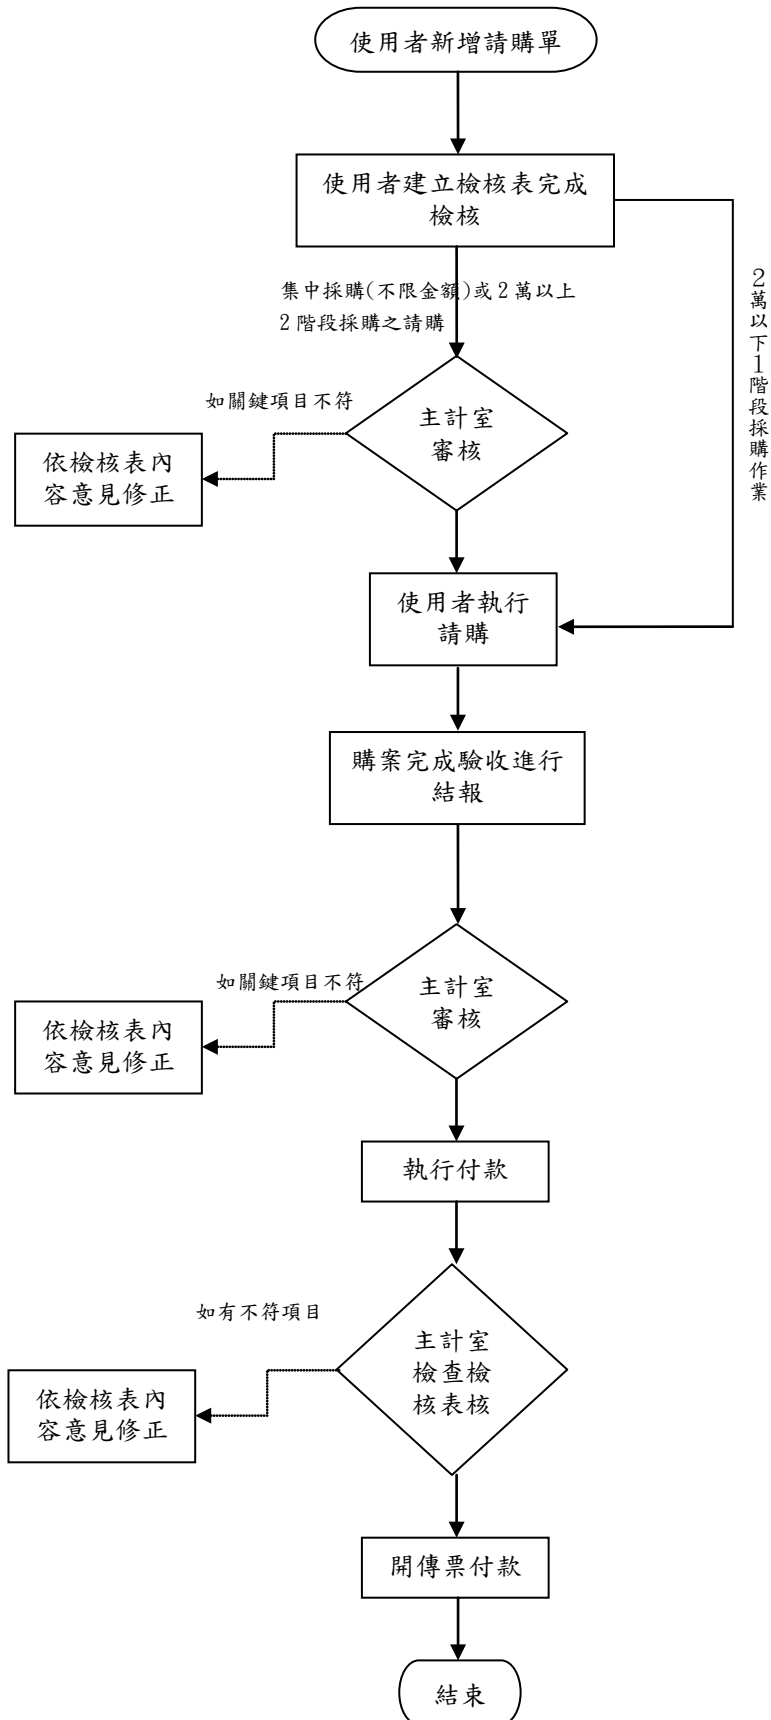 使用者新增請購單
使用者建立檢核表完成
檢核
集中採購(不限金額)或2萬以上
2階段採購之請購
2萬以下1階段採購作業
如關鍵項目不符
主計室
審核
依檢核表內
容意見修正
使用者執行
請購
購案完成驗收進行
結報
如關鍵項目不符
主計室
審核
依檢核表內
容意見修正
執行付款
如有不符項目
主計室
檢查檢
核表核
依檢核表內
容意見修正
開傳票付款
結束